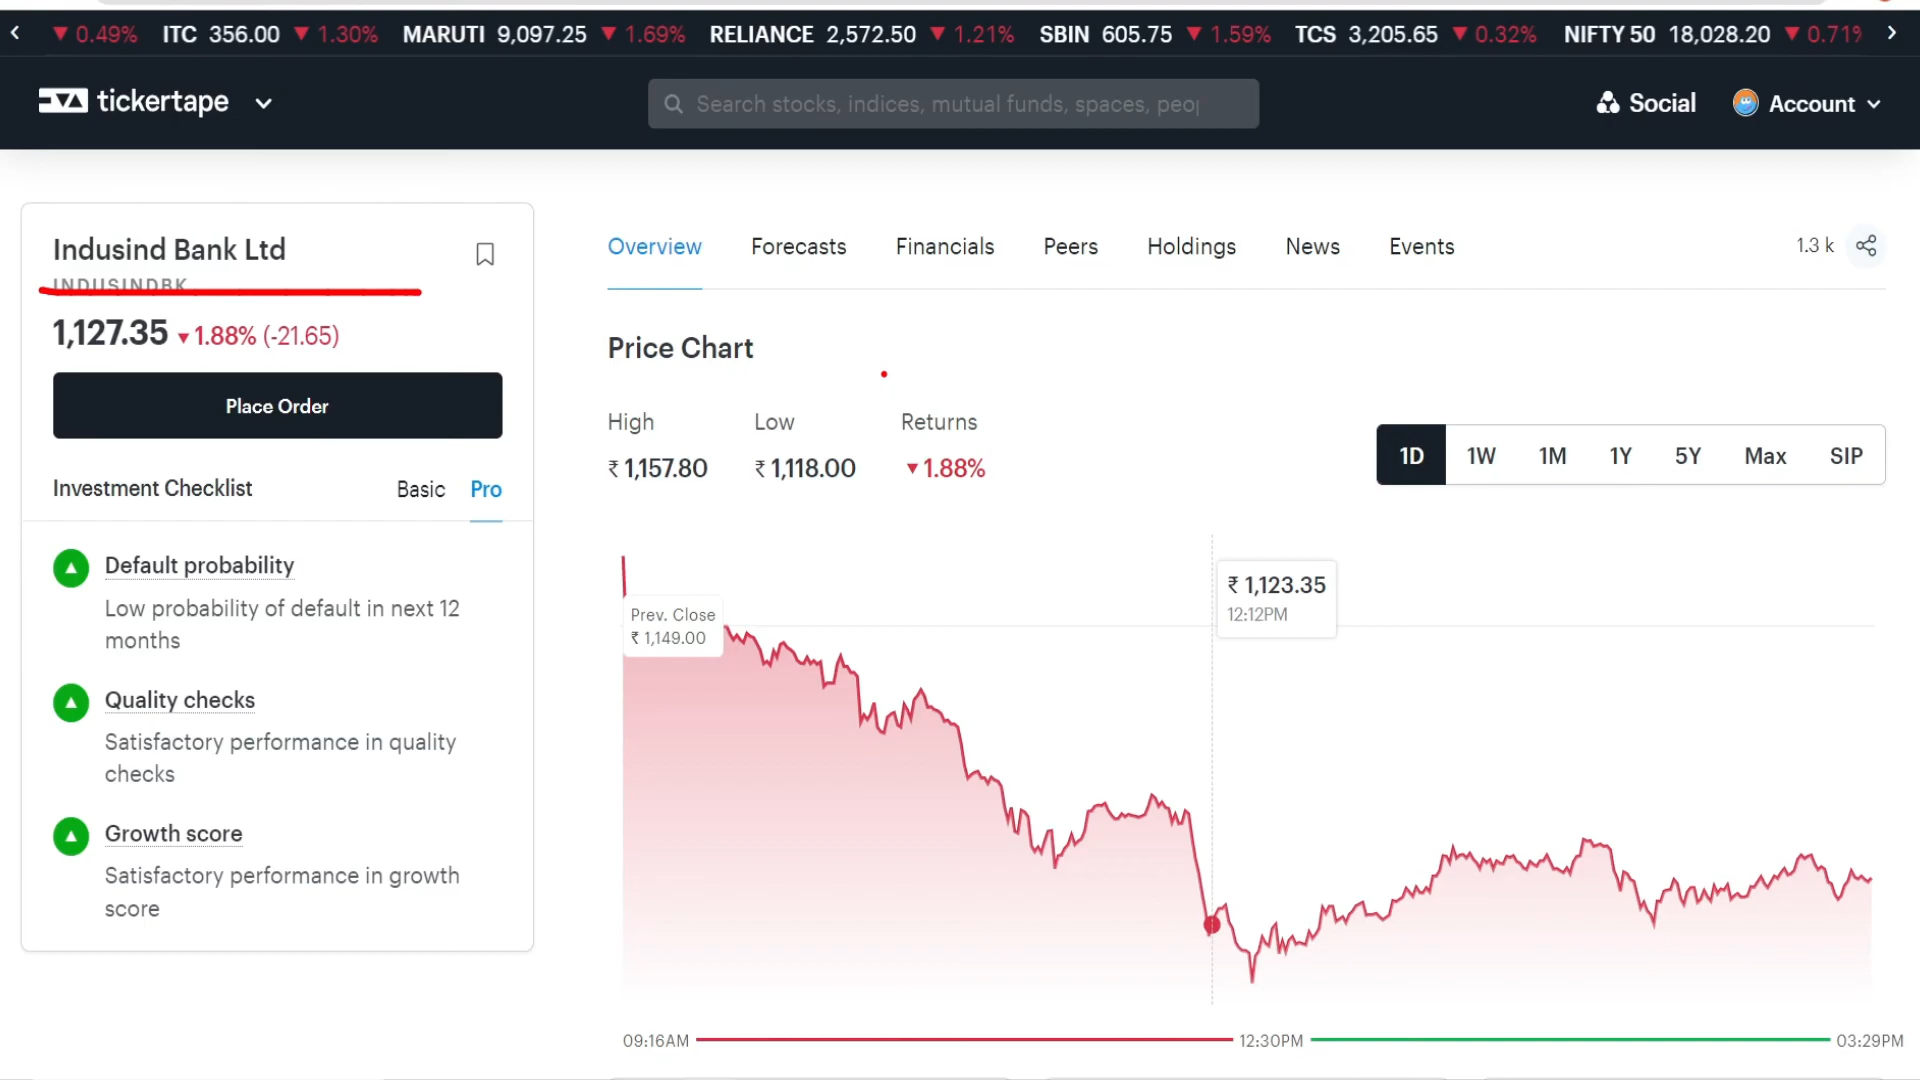 0.49% ITC 356.00 1.30% MARUTI 9,097.25 1.69% RELIANCE 2,572.50 1.21% SBIN 605.75 1.59% TCS 3,205.65 0.32% NIFTY 50 18,028.20 0.71%
tickertape
Search stocks, indices, mutual funds, spaces, peop
Social
Account
Indusind Bank Ltd
INDUSINDBK
1,127.35 1.88% (-21.65)
Place Order
Investment Checklist Basic Pro
Default probability
Low probability of default in next 12
months
Quality checks
Satisfactory performance in quality
checks
Growth score
Satisfactory performance in growth
score
Overview Forecasts Financials Peers Holdings News Events
1.3 k
Price Chart
High Low Returns
₹ 1,157.80 ₹ 1,118.00 1.88%
1D 1W 1M 1Y 5Y Max SIP
₹ 1,123.35
12:12PM
Prev. Close
₹ 1,149.00
09:16AM 12:30PM 03:29PM